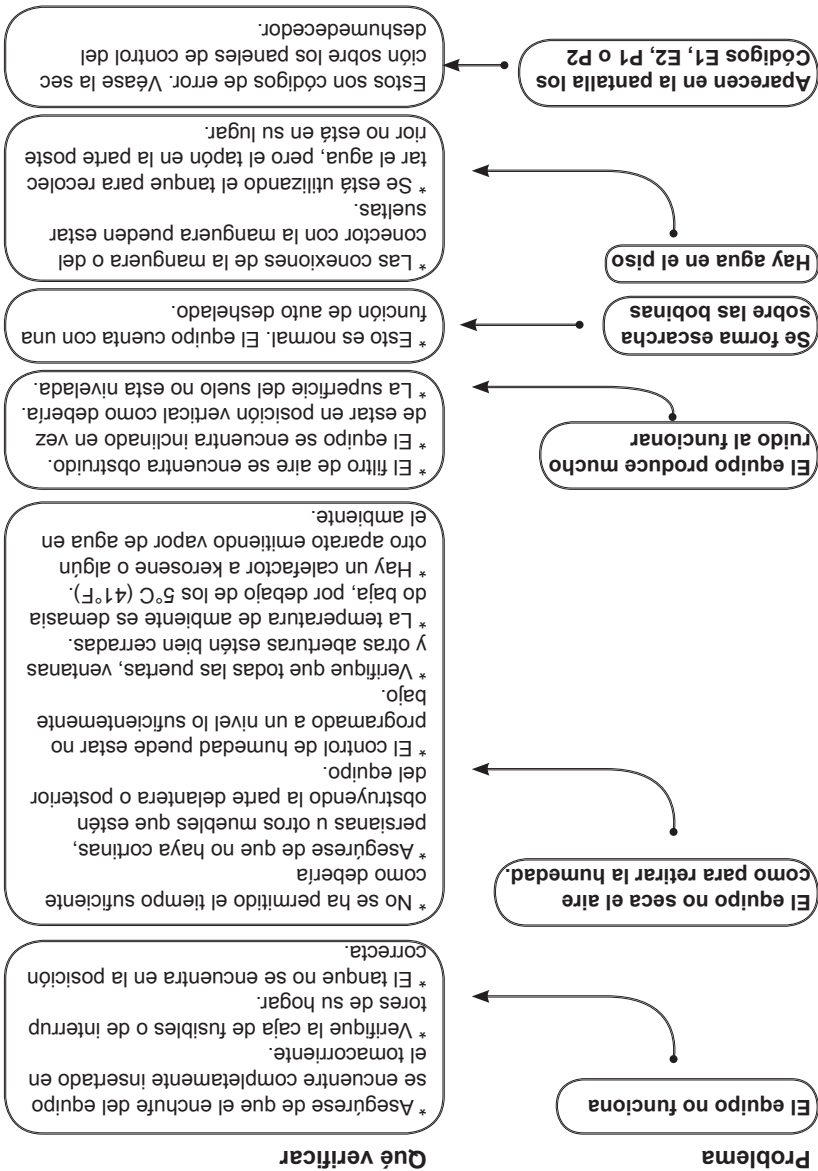 Problema
Qué verificar
El equipo no funciona
* Asegúrese de que el enchufe del equipo
se encuentre completamente insertado en
el tomacorriente.
* Verifique la caja de fusibles o de interrup
tores de su hogar.
* El tanque no se encuentra en la posición
correcta.
El equipo no seca el aire
como para retirar la humedad.
* No se ha permitido el tiempo suficiente
como debería
* Asegúrese de que no haya cortinas,
persianas u otros muebles que estén
obstruyendo la parte delantera o posterior
del equipo.
* El control de humedad puede estar no
programado a un nivel lo suficientemente
bajo.
* Verifique que todas las puertas, ventanas
y otras aberturas estén bien cerradas.
* La temperatura de ambiente es demasia
do baja, por debajo de los 5°C (41°F).
* Hay un calefactor a kerosene o algún
otro aparato emitiendo vapor de agua en
el ambiente.
El equipo produce mucho
ruido al funcionar
* El filtro de aire se encuentra obstruido.
* El equipo se encuentra inclinado en vez
de estar en posición vertical como debería.
* La superficie del suelo no esta nivelada.
Se forma escarcha
sobre las bobinas
* Esto es normal. El equipo cuenta con una
función de auto deshelado.
Hay agua en el piso
* Las conexiones de la manguera o del
conector con la manguera pueden estar
sueltas.
* Se está utilizando el tanque para recolec
tar el agua, pero el tapón en la parte poste
rior no está en su lugar.
Aparecen en la pantalla los
Códigos E1, E2, P1 o P2
Estos son códigos de error. Véase la sec
ción sobre los paneles de control del
deshumedecedor.